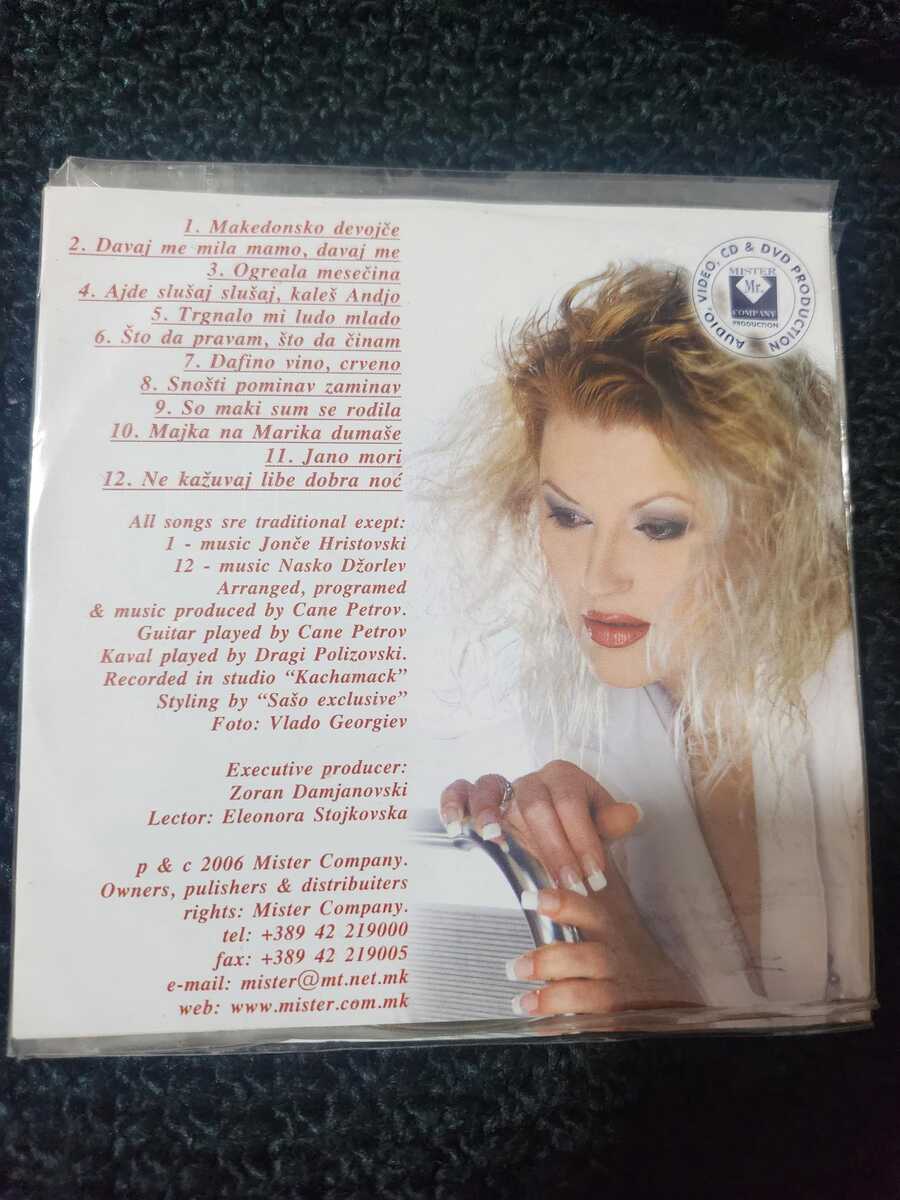 1. Makedonsko devojče
2. Davaj me mila mamo, davaj me
3. Ogreala mesečina
4. Ajde slušaj slušaj, kaleš Andjo
5. Trgnalo mi ludo mlado
6. Što da pravam, što da činam
7. Dafino vino, crveno
8. Snošti pominav zaminav
9. So maki sum se rodila
10. Majka na Marika dumaše
11. Jano mori
12. Ne kažuvaj libe dobra noć
All songs sre traditional exept:
1 - music Jonče Hristovski
12 - music Nasko Džorlev
Arranged, programed
& music produced by Cane Petrov.
Guitar played by Cane Petrov
Kaval played by Dragi Polizovski.
Recorded in studio “Kachamack”
Styling by “Sašo exclusive”
Foto: Vlado Georgiev
Executive producer:
Zoran Damjanovski
Lector: Eleonora Stojkovska
p & c 2006 Mister Company.
Owners, pulishers & distribuiters
rights: Mister Company.
tel: +389 42 219000
fax: +389 42 219005
e-mail: mister@mt.net.mk
web: www.mister.com.mk
AUDIO, VIDEO, CD & DVD PRODUCTION
MISTER
Mr.
COMPANY
PRODUCTION